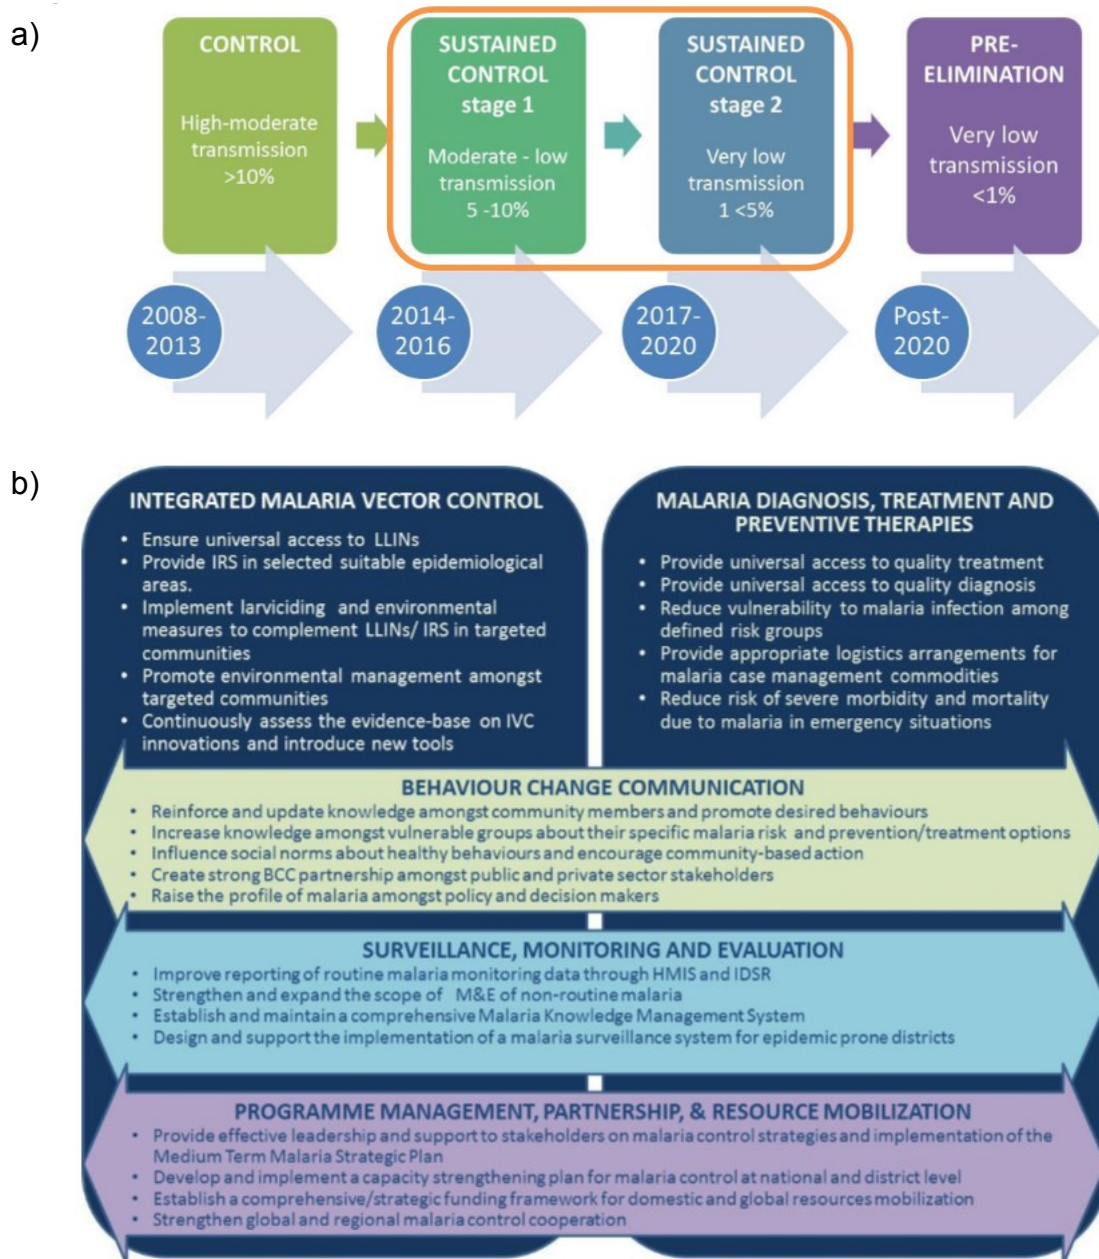 a)
CONTROL
High-moderate
transmission
>10%
SUSTAINED
CONTROL
stage 1
Moderate - low
transmission
5 -10%
SUSTAINED
CONTROL
stage 2
Very low
transmission
1 <5%
PRE-
ELIMINATION
Very low
transmission
<1%
2008-
2013
2014-
2016
2017-
2020
Post-
2020
b)
INTEGRATED MALARIA VECTOR CONTROL
• Ensure universal access to LLINs
• Provide IRS in selected suitable epidemiological
areas.
• Implement larviciding and environmental
measures to complement LLINs/ IRS in targeted
communities
• Promote environmental management amongst
targeted communities
• Continuously assess the evidence-base on IVC
innovations and introduce new tools
MALARIA DIAGNOSIS, TREATMENT AND
PREVENTIVE THERAPIES
• Provide universal access to quality treatment
• Provide universal access to quality diagnosis
• Reduce vulnerability to malaria infection among
defined risk groups
• Provide appropriate logistics arrangements for
malaria case management commodities
• Reduce risk of severe morbidity and mortality
due to malaria in emergency situations
BEHAVIOUR CHANGE COMMUNICATION
• Reinforce and update knowledge amongst community members and promote desired behaviours
• Increase knowledge amongst vulnerable groups about their specific malaria risk and prevention/treatment options
• Influence social norms about healthy behaviours and encourage community-based action
• Create strong BCC partnership amongst public and private sector stakeholders
• Raise the profile of malaria amongst policy and decision makers
SURVEILLANCE, MONITORING AND EVALUATION
• Improve reporting of routine malaria monitoring data through HMIS and IDSR
• Strengthen and expand the scope of M&E of non-routine malaria
• Establish and maintain a comprehensive Malaria Knowledge Management System
• Design and support the implementation of a malaria surveillance system for epidemic prone districts
PROGRAMME MANAGEMENT, PARTNERSHIP, & RESOURCE MOBILIZATION
• Provide effective leadership and support to stakeholders on malaria control strategies and implementation of the
Medium Term Malaria Strategic Plan
• Develop and implement a capacity strengthening plan for malaria control at national and district level
• Establish a comprehensive/strategic funding framework for domestic and global resources mobilization
• Strengthen global and regional malaria control cooperation